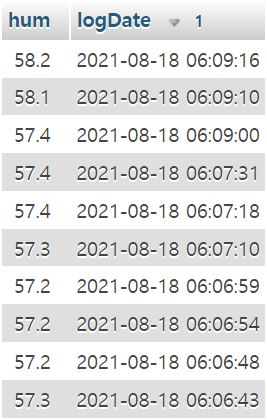 hum logDate 1
58.2 2021-08-18 06:09:16
58.1 2021-08-18 06:09:10
57.4 2021-08-18 06:09:00
57.4 2021-08-18 06:07:31
57.4 2021-08-18 06:07:18
57.3 2021-08-18 06:07:10
57.2 2021-08-18 06:06:59
57.2 2021-08-18 06:06:54
57.2 2021-08-18 06:06:48
57.3 2021-08-18 06:06:43